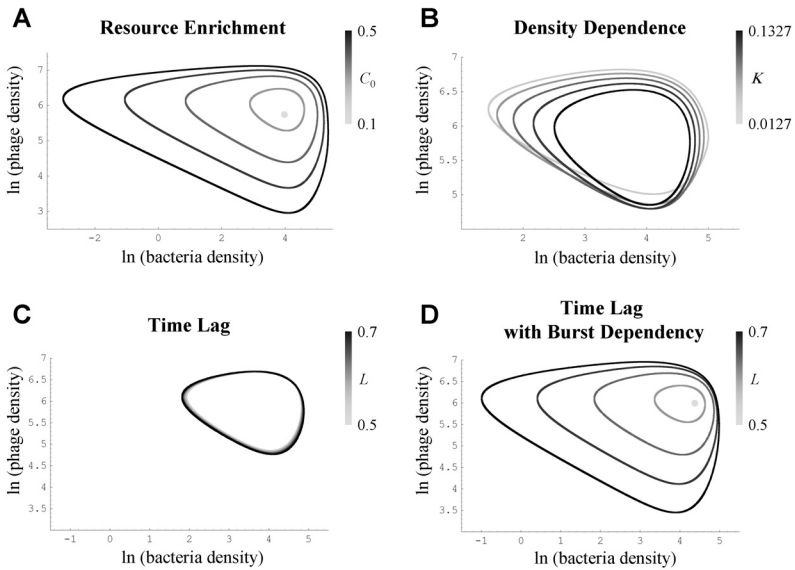 A
Resource Enrichment
0.5
C0
0.1
ln (phage density)
7
6
5
4
3
-2
0
2
4
ln (bacteria density)
B
Density Dependence
0.1327
K
0.0127
ln (phage density)
7
6.5
6
5.5
5
2
3
4
5
ln (bacteria density)
C
Time Lag
0.7
L
0.5
ln (phage density)
7
6.5
6
5.5
5
4.5
4
3.5
-1
0
1
2
3
4
5
ln (bacteria density)
D
Time Lag
with Burst Dependency
0.7
L
0.5
ln (phage density)
7
6.5
6
5.5
5
4.5
4
3.5
-1
0
1
2
3
4
5
ln (bacteria density)